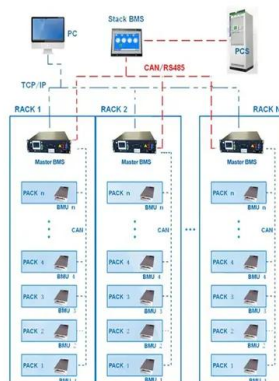 PC
Stack BMS
PCS
CAN/RS485
TCP/IP
RACK 1
RACK 2
RACK N
Master BMS
Master BMS
Master BMS
PACK n
BMU n
PACK n
BMU n
PACK n
BMU n
CAN
CAN
CAN
PACK 4
BMU 4
PACK 4
BMU 4
PACK 4
BMU 4
PACK 3
BMU 3
PACK 3
BMU 3
PACK 3
BMU 3
PACK 2
BMU 2
PACK 2
BMU 2
PACK 2
BMU 2
PACK 1
PACK 1
PACK 1